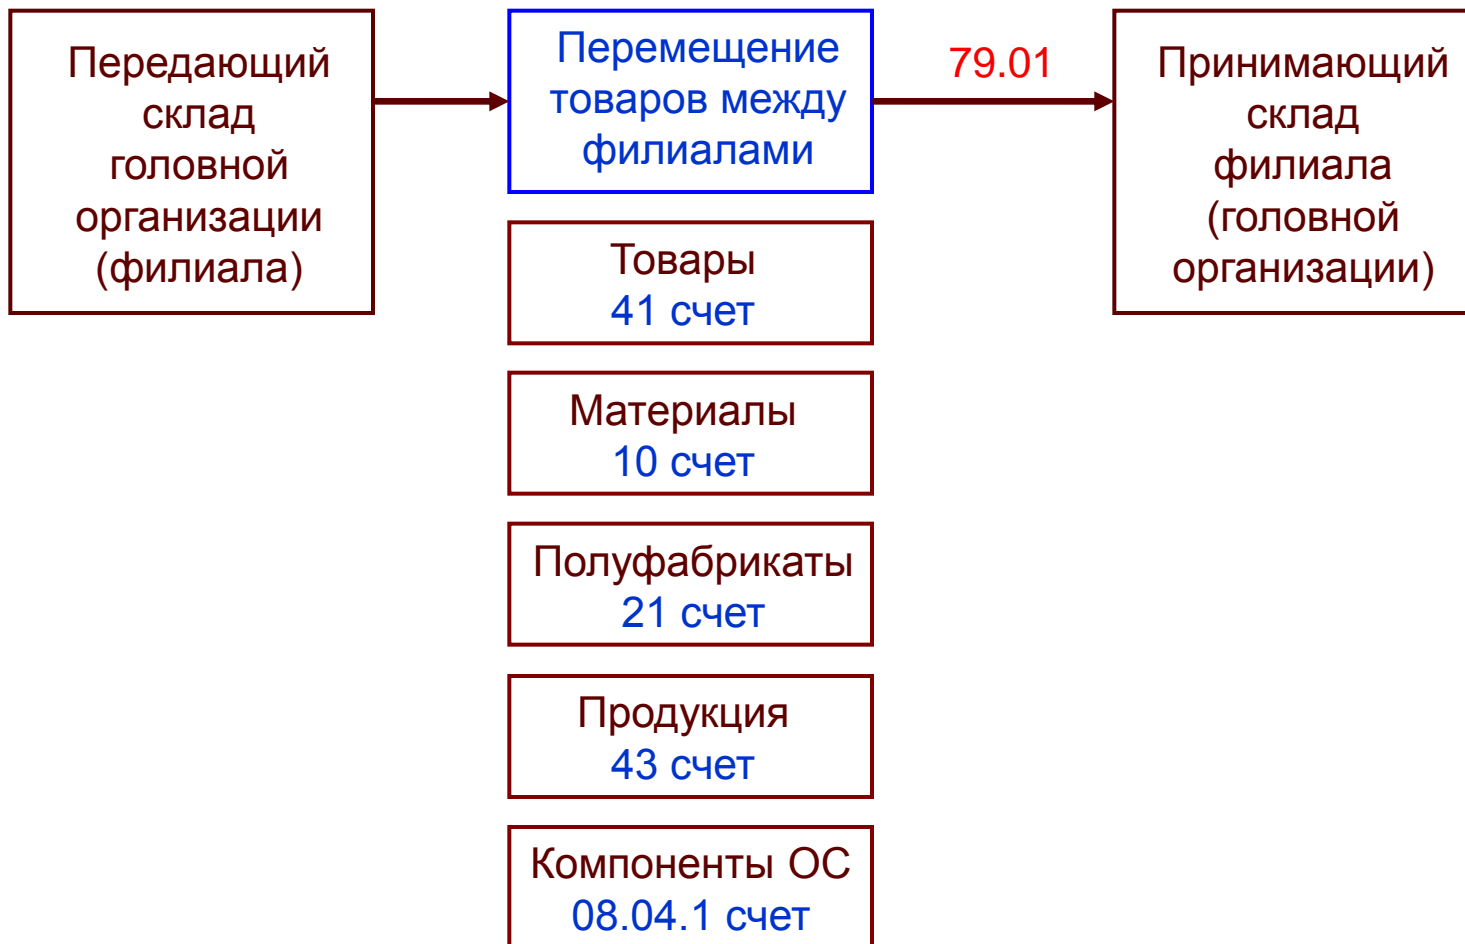 Передающий
склад
головной
организации
(филиала)
Перемещение
товаров между
филиалами
79.01
Принимающий
склад
филиала
(головной
организации)
Товары
41 счет
Материалы
10 счет
Полуфабрикаты
21 счет
Продукция
43 счет
Компоненты ОС
08.04.1 счет